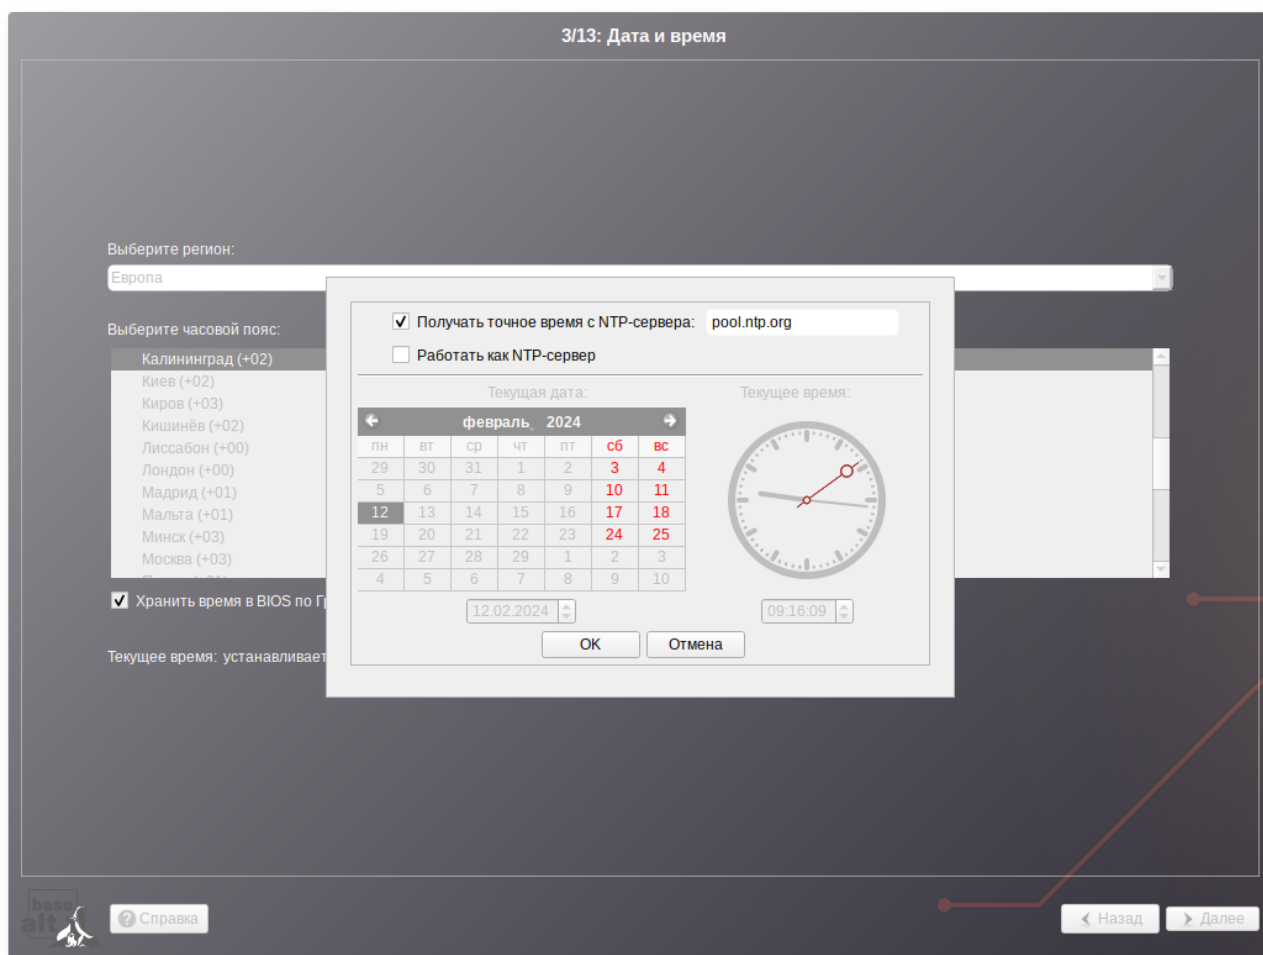 3/13: Дата и время
Выберите регион:
Европа
Выберите часовой пояс:
Калининград (+02)
Киев (+02)
Киров (+03)
Кишинёв (+02)
Лиссабон (+00)
Лондон (+00)
Мадрид (+01)
Мальта (+01)
Минск (+03)
Москва (+03)
Хранить время в BIOS по
Текущее время: устанавливает
Получать точное время с NTP-сервера: pool.ntp.org
Работать как NTP-сервер
Текущая дата:
февраль, 2024
пн вт ср чт пт сб вс
29 30 31 1 2 3 4
5 6 7 8 9 10 11
12 13 14 15 16 17 18
19 20 21 22 23 24 25
26 27 28 29 1 2 3
4 5 6 7 8 9 10
12.02.2024
Текущее время:
09:16:09
OK Отмена
base
alt
Справка
Назад
Далее